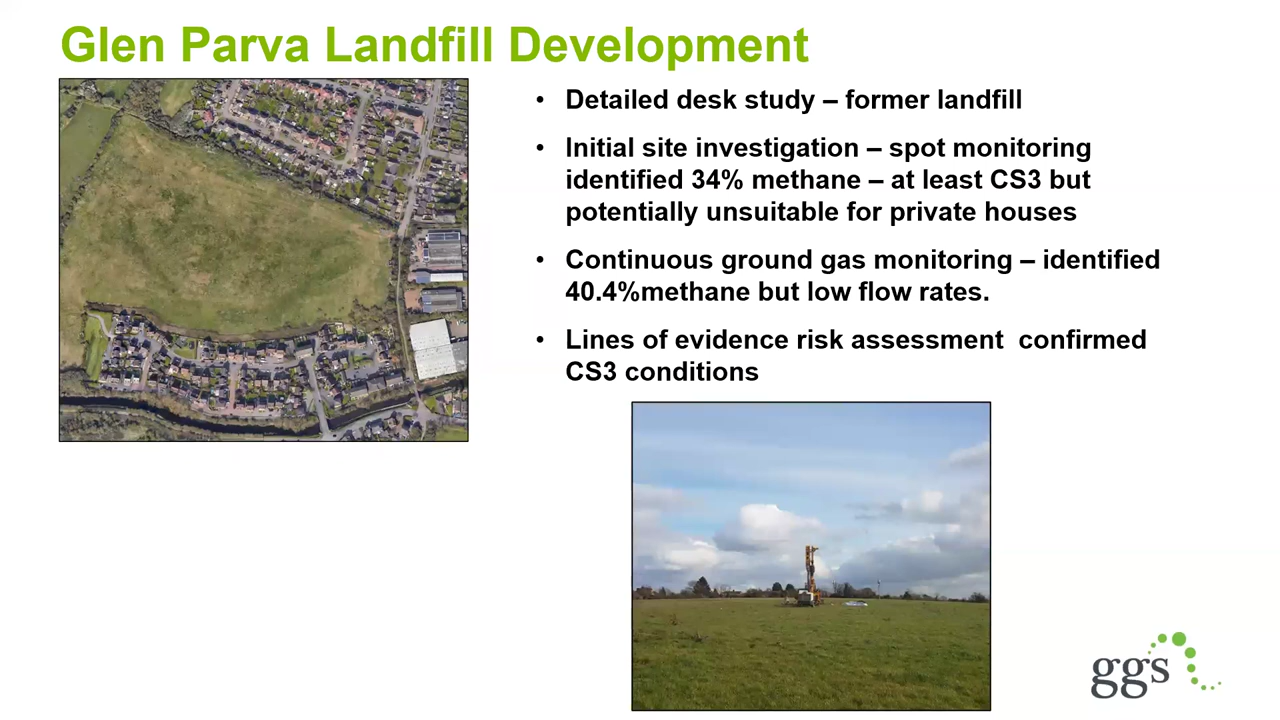 Glen Parva Landfill Development
• Detailed desk study – former landfill
• Initial site investigation – spot monitoring
identified 34% methane – at least CS3 but
potentially unsuitable for private houses
• Continuous ground gas monitoring – identified
40.4%methane but low flow rates.
• Lines of evidence risk assessment  confirmed
CS3 conditions
ggs